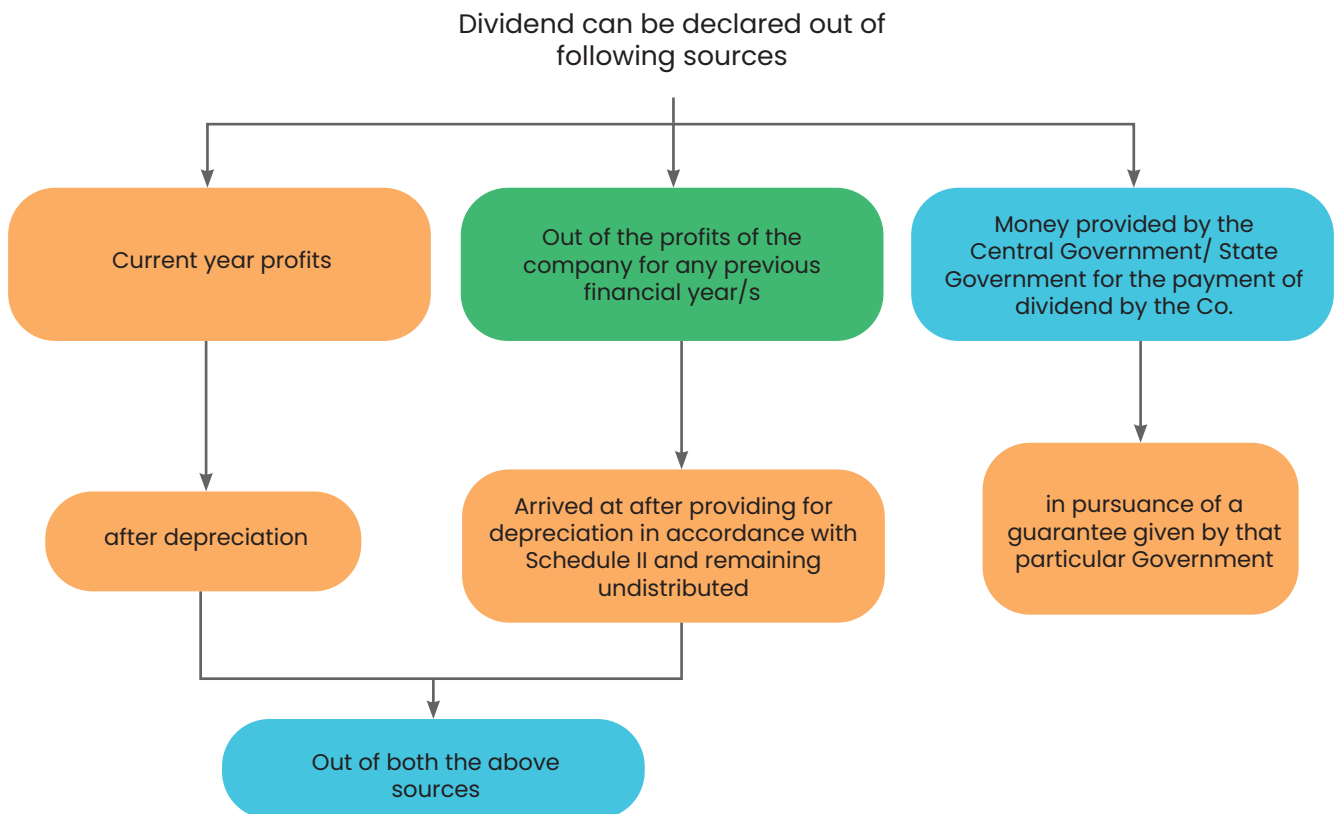 Dividend can be declared out of
following sources
Current year profits
Out of the profits of the
company for any previous
financial year/s
Money provided by the
Central Government/ State
Government for the payment of
dividend by the Co.
after depreciation
Arrived at after providing for
depreciation in accordance with
Schedule II and remaining
undistributed
in pursuance of a
guarantee given by that
particular Government
Out of both the above
sources